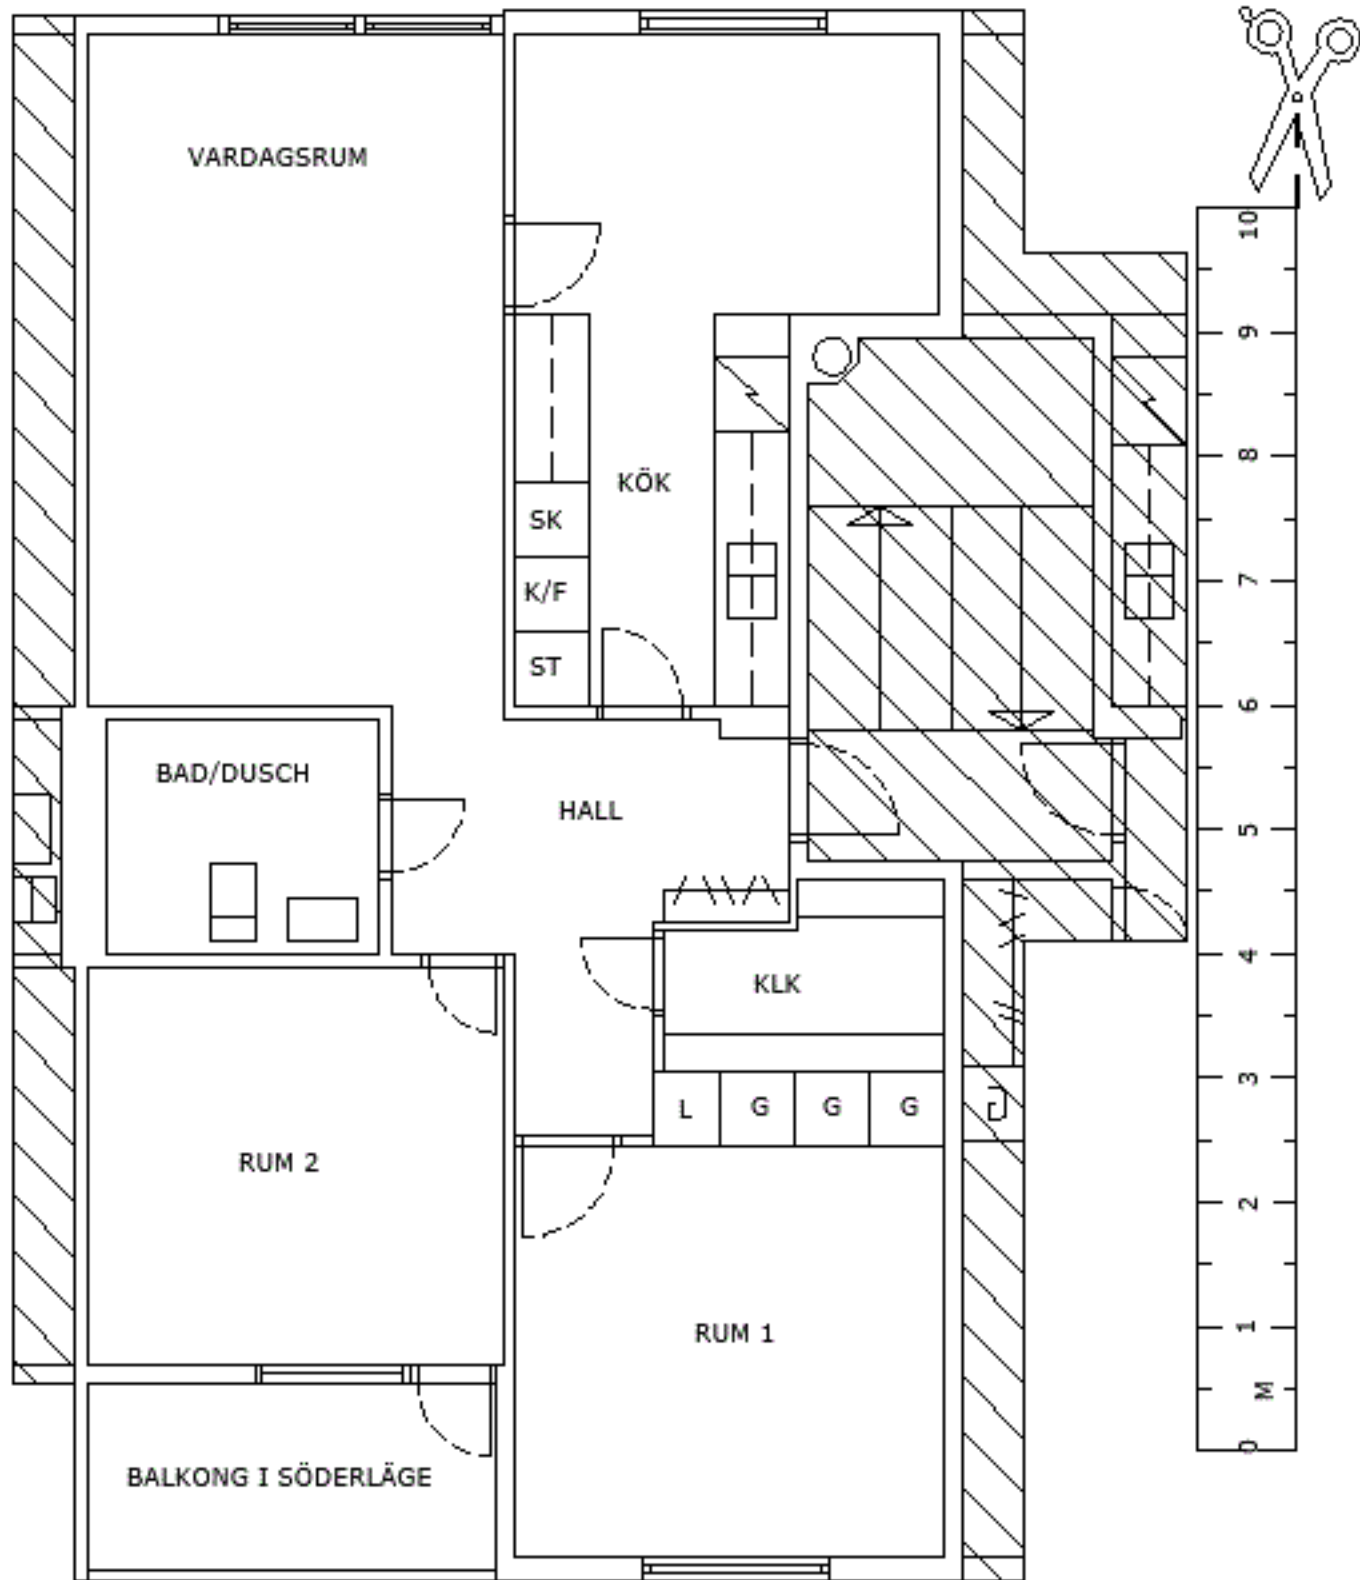 VARDAGSRUM
KÖK
SK
K/F
ST
BAD/DUSCH
HALL
KLK
L G G G
RUM 2
RUM 1
BALKONG I SÖDERLÄGE
10
9
8
7
6
5
4
3
2
1
M
0